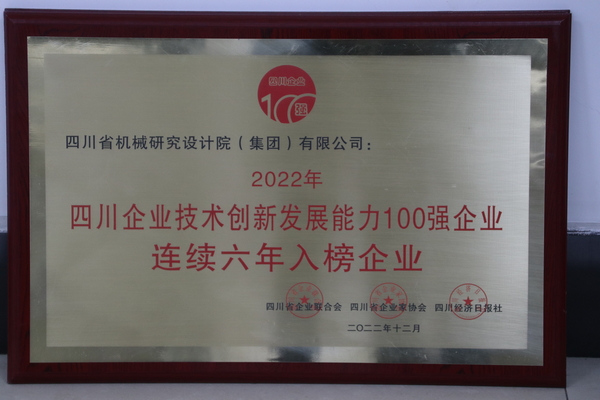 四川企业
100强
四川省机械研究设计院（集团）有限公司：
2022年
四川企业技术创新发展能力100强企业
连续六年入榜企业
四川省企业联合会 四川省企业家协会 四川经济日报社
二〇二二年十二月